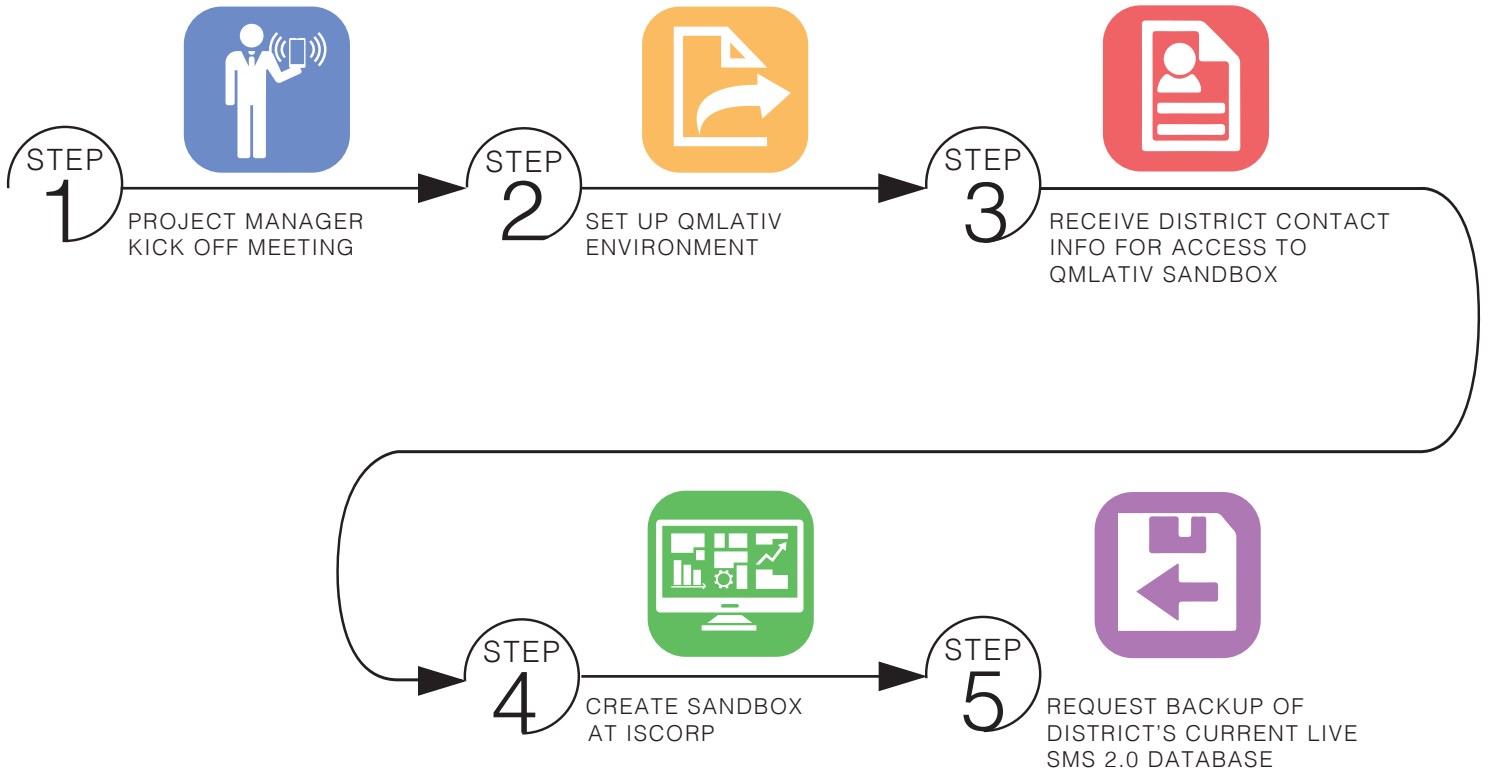 STEP
1
PROJECT MANAGER
KICK OFF MEETING
STEP
2
SET UP QMLATIV
ENVIRONMENT
STEP
3
RECEIVE DISTRICT CONTACT
INFO FOR ACCESS TO
QMLATIV SANDBOX
STEP
4
CREATE SANDBOX
AT ISCORP
STEP
5
REQUEST BACKUP OF
DISTRICT'S CURRENT LIVE
SMS 2.0 DATABASE